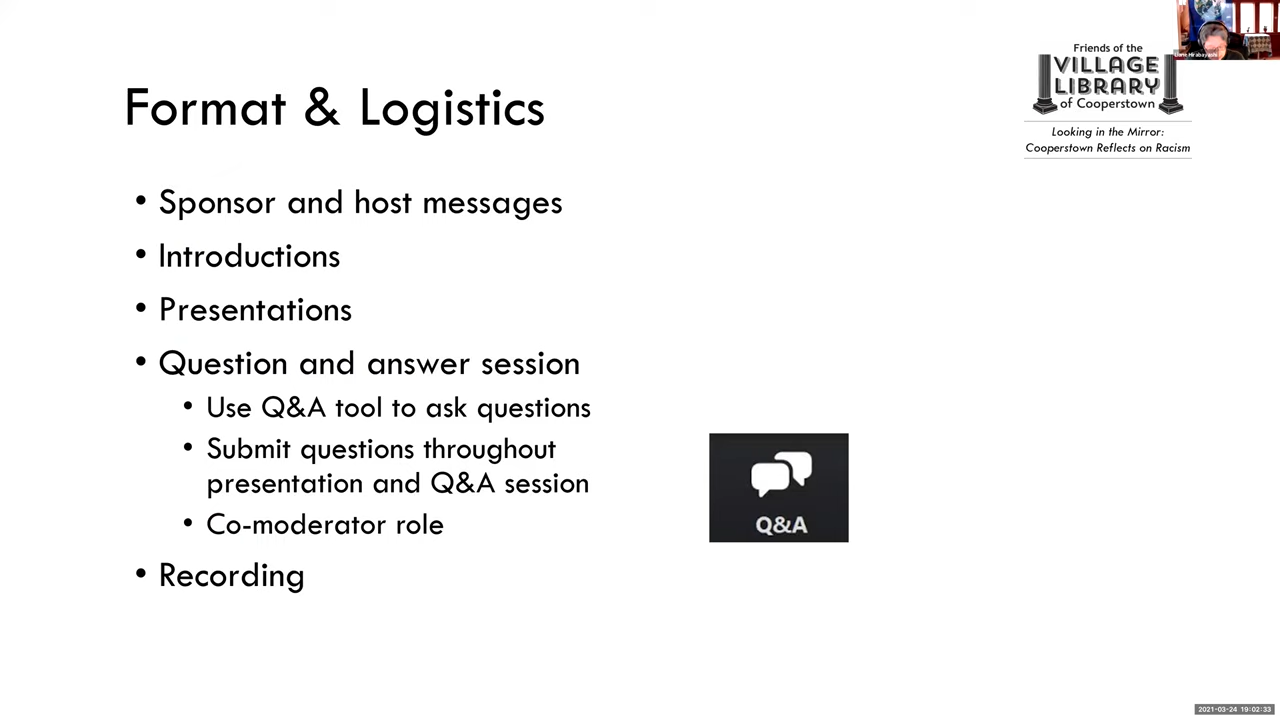 Format & Logistics
Friends of the
VILLAGE
LIBRARY
of Cooperstown
Looking in the Mirror:
Cooperstown Reflects on Racism
• Sponsor and host messages
• Introductions
• Presentations
• Question and answer session
• Use Q&A tool to ask questions
• Submit questions throughout
presentation and Q&A session
• Co-moderator role
• Recording
Q&A
Hirabayashi
2021-03-24 19:02:33